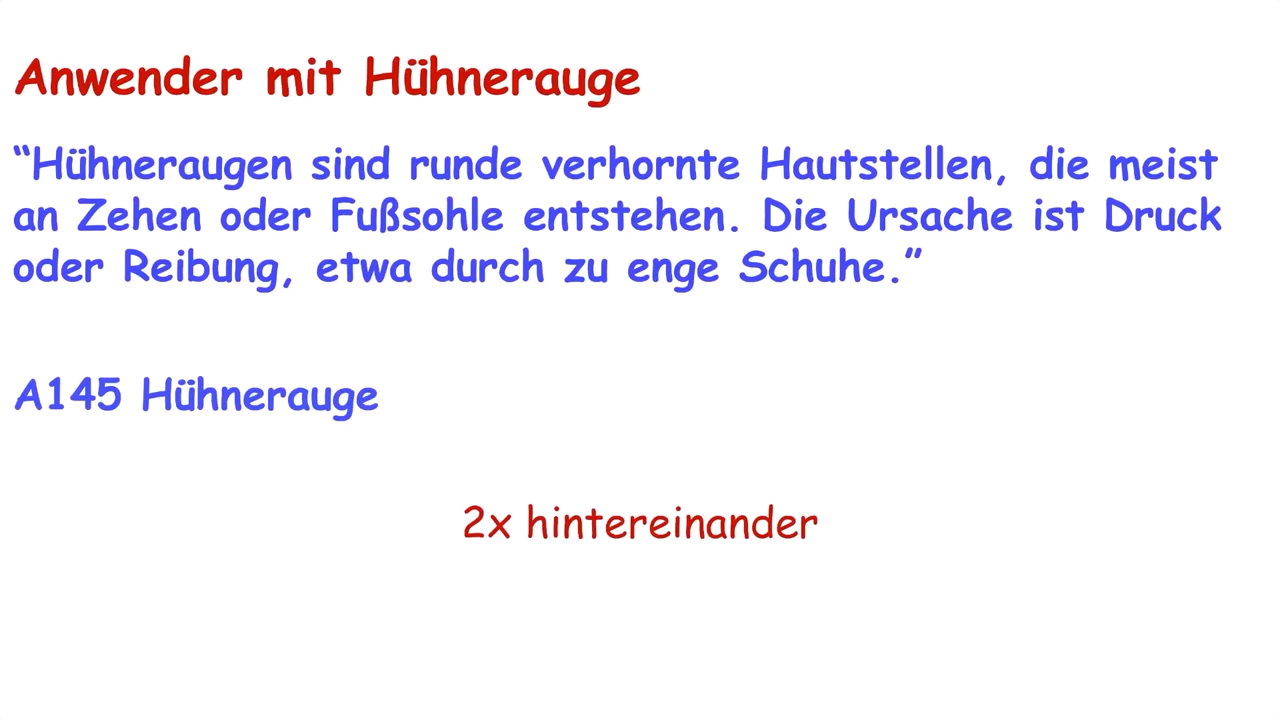 Anwender mit Hühnerauge
“Hühneraugen sind runde verhornte Hautstellen, die meist
an Zehen oder Fußsohle entstehen. Die Ursache ist Druck
oder Reibung, etwa durch zu enge Schuhe.”
A145 Hühnerauge
2x hintereinander